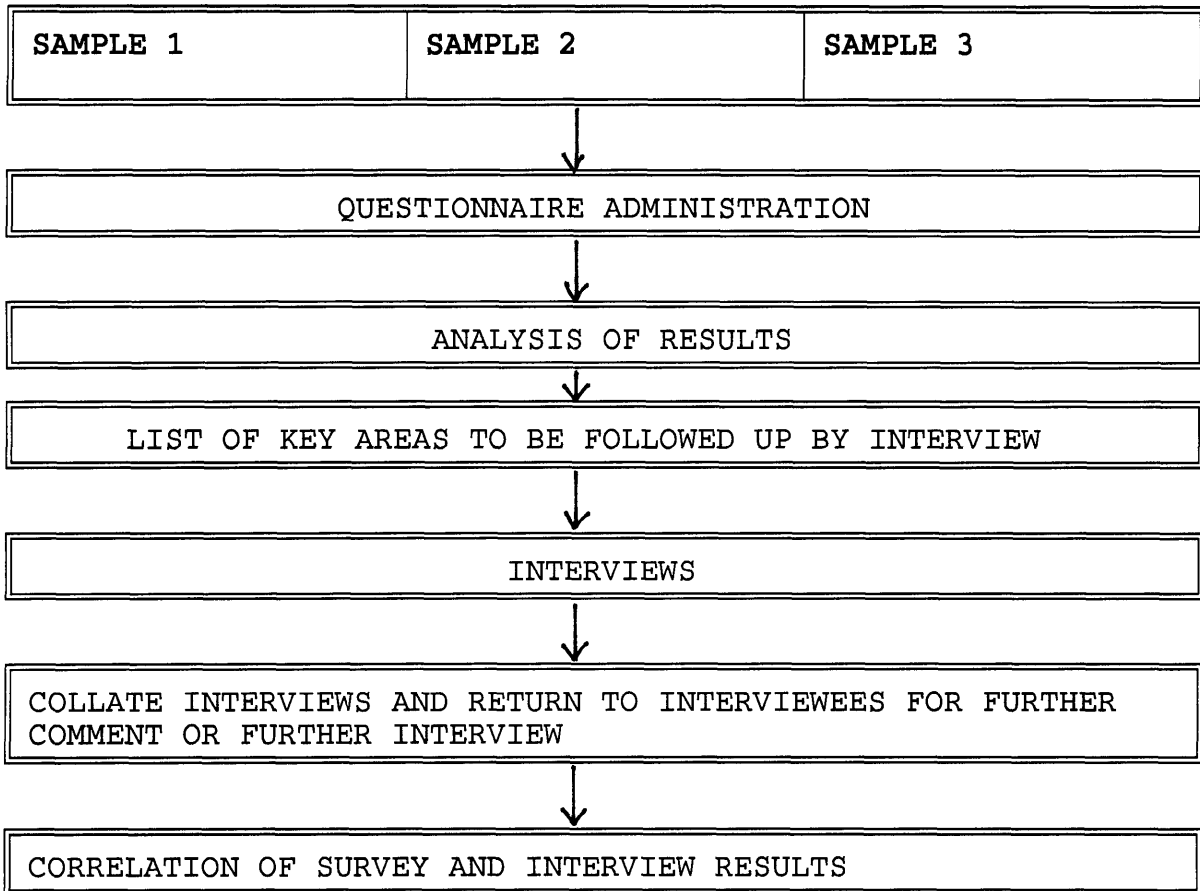 SAMPLE 1 SAMPLE 2 SAMPLE 3
QUESTIONNAIRE ADMINISTRATION
ANALYSIS OF RESULTS
LIST OF KEY AREAS TO BE FOLLOWED UP BY INTERVIEW
INTERVIEWS
COLLATE INTERVIEWS AND RETURN TO INTERVIEWEES FOR FURTHER
COMMENT OR FURTHER INTERVIEW
CORRELATION OF SURVEY AND INTERVIEW RESULTS